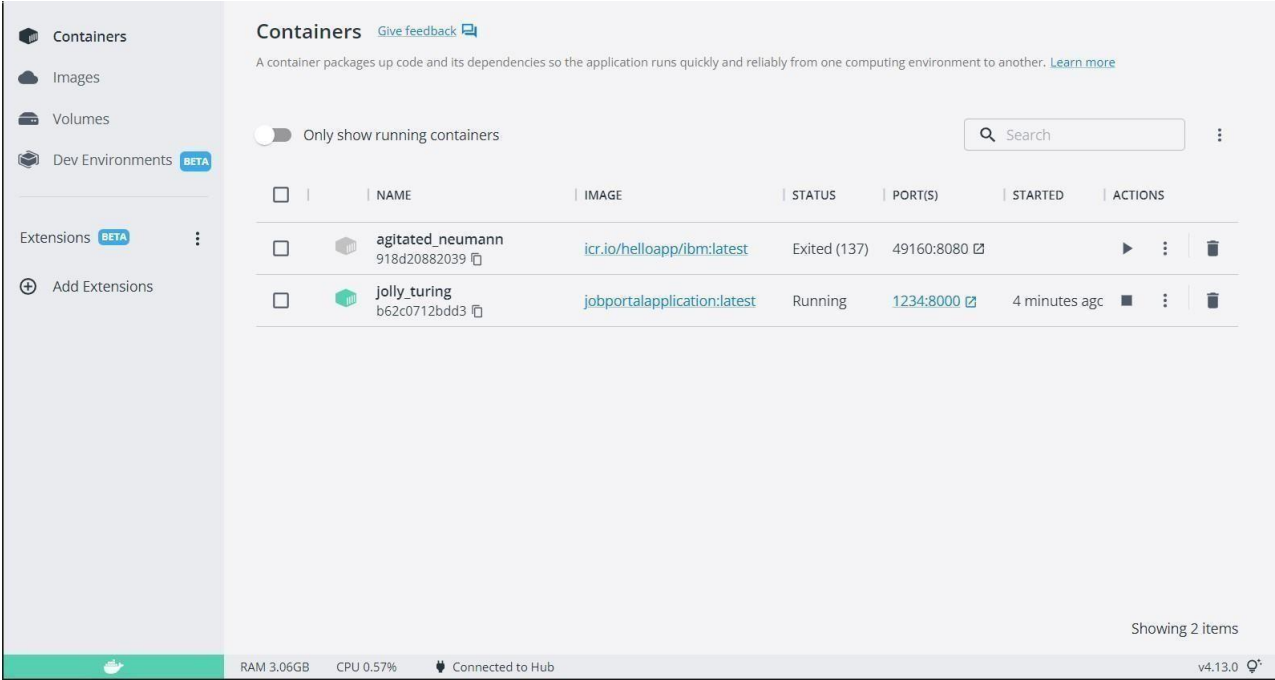 Containers
Images
Volumes
Dev Environments BETA
Extensions BETA
Add Extensions
Containers Give feedback
A container packages up code and its dependencies so the application runs quickly and reliably from one computing environment to another. Learn more
Only show running containers
Search
NAME IMAGE STATUS PORT(S) STARTED ACTIONS
agitated_neumann
918d20882039
icr.io/helloapp/ibm:latest Exited (137) 49160:8080
jolly_turing
b62c0712bdd3
jobportalapplication:latest Running 1234:8000 4 minutes agc
Showing 2 items
RAM 3.06GB CPU 0.57% Connected to Hub v4.13.0